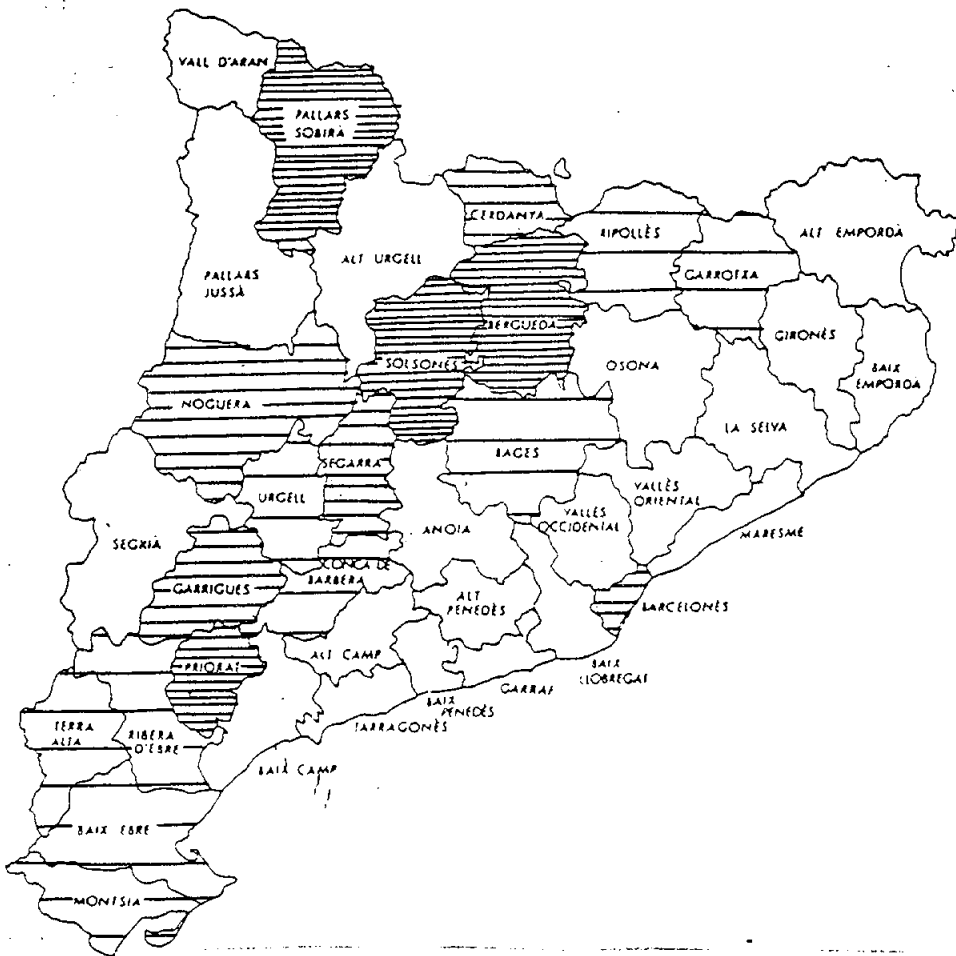 VALL D'ARAN
PALLARS
SOBIRÀ
CERDANYA
RIPOLLÈS
ALT EMPORDÀ
ALT URGELL
GARROTXA
PALLARS
JUSSÀ
BERGUEDÀ
GIRONÈS
SOLSONÈS
OSONA
BAIX
EMPORDÀ
NOGUERA
LA SELVA
BAGES
SEGARRA
URGELL
VALLÈS
ORIENTAL
VALLÈS
OCCIDENTAL
ANOIA
MARESME
SEGRIÀ
CONCA DE
BARBERÀ
GARRIGUES
ALT
PENEDÈS
BARCELONÈS
ALT CAMP
BAIX
LLOBREGAT
PRIORAT
GARRAF
BAIX
PENEDÈS
TARRAGONÈS
TERRA
ALTA
RIBERA
D'EBRE
BAIX CAMP
BAIX EBRE
MONTSIA